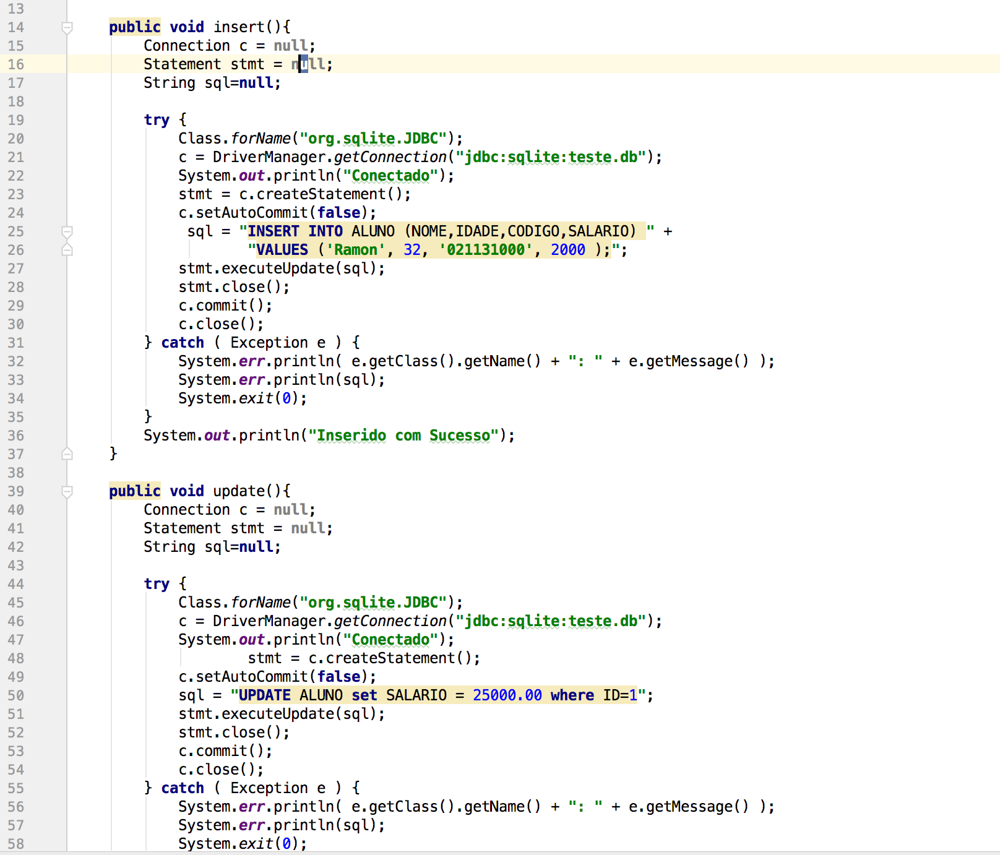 13
14 public void insert(){
15 Connection c = null;
16 Statement stmt = null;
17 String sql=null;
18
19 try {
20 Class.forName("org.sqlite.JDBC");
21 c = DriverManager.getConnection("jdbc:sqlite:teste.db");
22 System.out.println("Conectado");
23 stmt = c.createStatement();
24 c.setAutoCommit(false);
25 sql = "INSERT INTO ALUNO (NOME,IDADE,CODIGO,SALARIO) " +
26 "VALUES ('Ramon', 32, '021131000', 2000 );";
27 stmt.executeUpdate(sql);
28 stmt.close();
29 c.commit();
30 c.close();
31 } catch ( Exception e ) {
32 System.err.println( e.getClass().getName() + ": " + e.getMessage() );
33 System.err.println(sql);
34 System.exit(0);
35 }
36 System.out.println("Inserido com Sucesso");
37 }
38
39 public void update(){
40 Connection c = null;
41 Statement stmt = null;
42 String sql=null;
43
44 try {
45 Class.forName("org.sqlite.JDBC");
46 c = DriverManager.getConnection("jdbc:sqlite:teste.db");
47 System.out.println("Conectado");
48 stmt = c.createStatement();
49 c.setAutoCommit(false);
50 sql = "UPDATE ALUNO set SALARIO = 25000.00 where ID=1";
51 stmt.executeUpdate(sql);
52 stmt.close();
53 c.commit();
54 c.close();
55 } catch ( Exception e ) {
56 System.err.println( e.getClass().getName() + ": " + e.getMessage() );
57 System.err.println(sql);
58 System.exit(0);